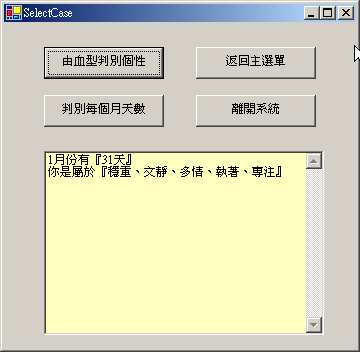 SelectCase
由血型判別個性
返回主選單
判別每個月天數
離開系統
1月份有『31天』
你是屬於『穩重、文靜、多情、執著、專注』